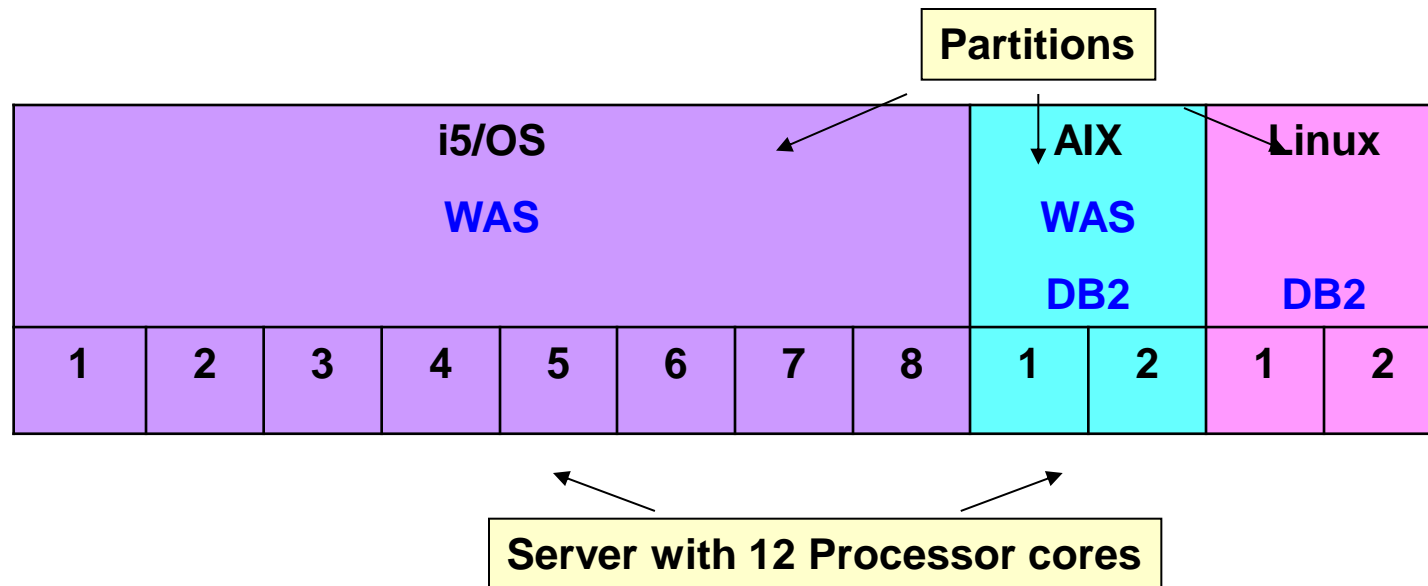 Partitions
i5/OS AIX Linux
WAS WAS
DB2 DB2
1 2 3 4 5 6 7 8 1 2 1 2
Server with 12 Processor cores